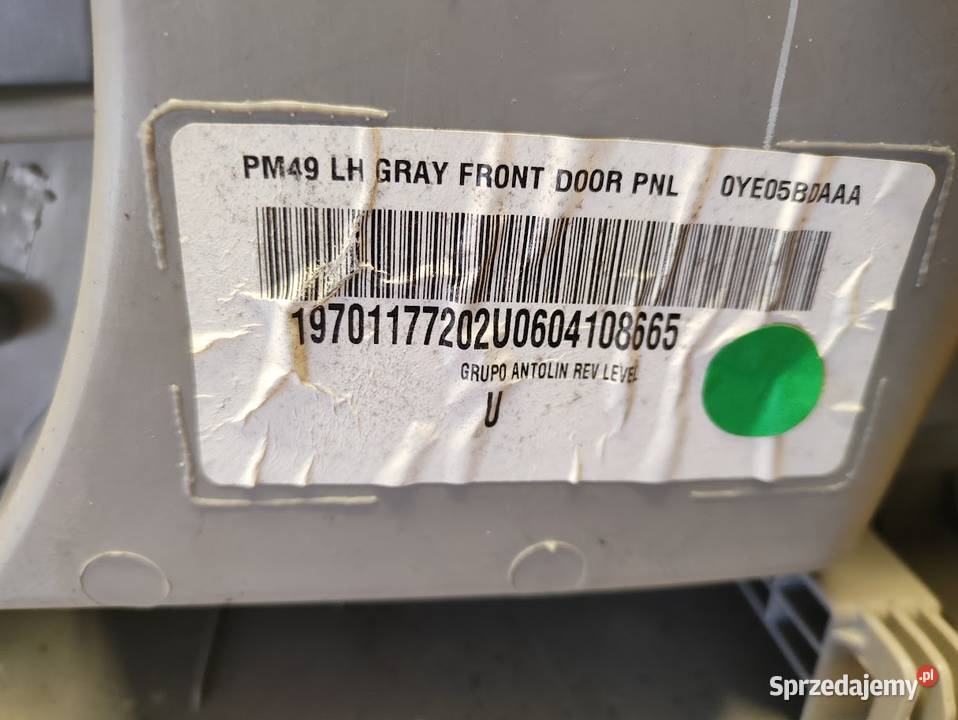 PM49 LH GRAY FRONT DOOR PNL 0YE05BDAAA
19701177202U0604108665
GRUPO ANTOLIN REV LEVEL
U
Sprzedajemy.pl